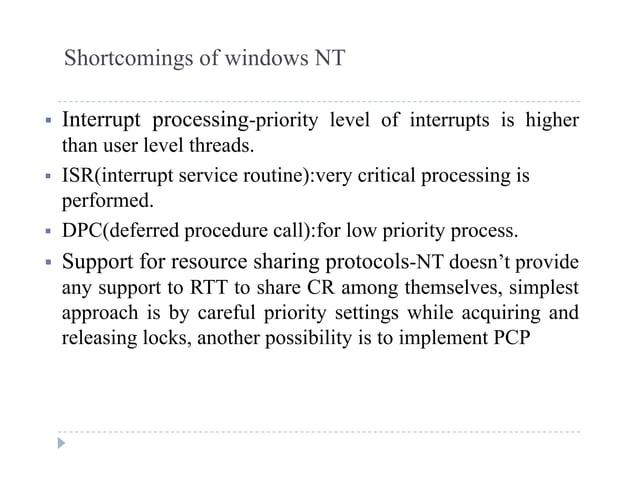 Shortcomings of windows NT
Interrupt processing-priority level of interrupts is higher
than user level threads.
ISR(interrupt service routine):very critical processing is
performed.
DPC(deferred procedure call):for low priority process.
Support for resource sharing protocols-NT doesn’t provide
any support to RTT to share CR among themselves, simplest
approach is by careful priority settings while acquiring and
releasing locks, another possibility is to implement PCP